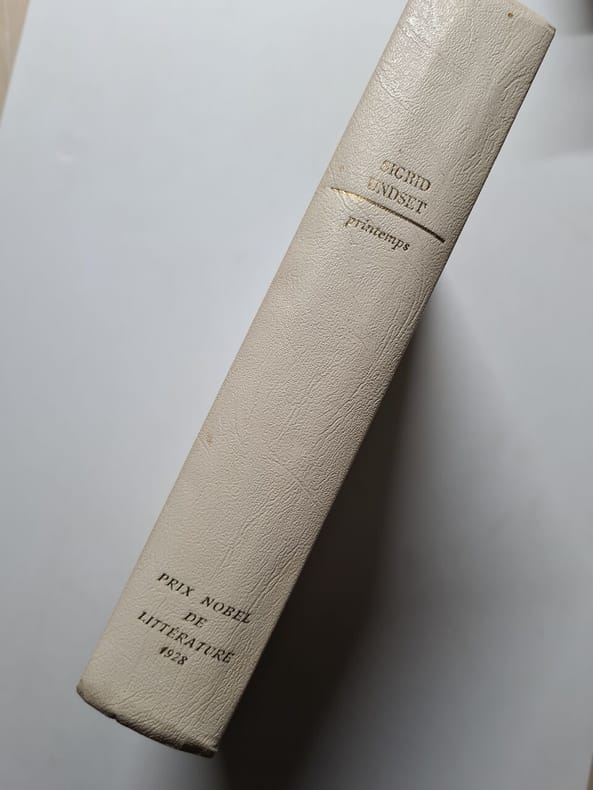 SIGRID
UNDSET
printemps
PRIX NOBEL
DE
LITTÉRATURE
1928